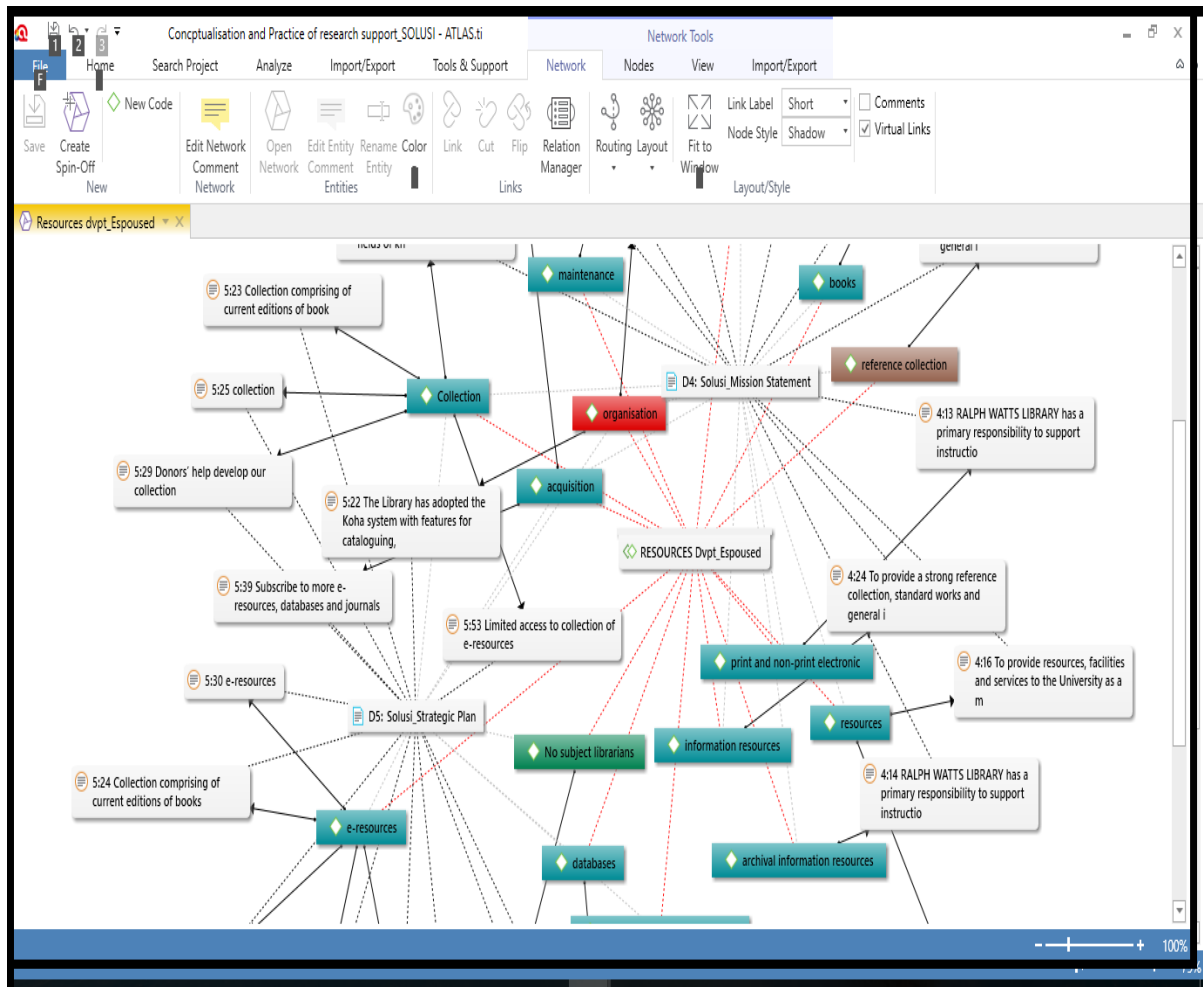 1 2 3
Concptualisation and Practice of research support_SOLUSI - ATLAS.ti
Network Tools
File Home Search Project Analyze Import/Export Tools & Support Network Nodes View Import/Export
F
New Code
Link Label Short Comments
Node Style Shadow Virtual Links
Save Create Edit Network Open Edit Entity Rename Color Link Cut Flip Relation Routing Layout Fit to
Spin-Off Comment Network Comment Entity Manager Window
New Network Entities Links Layout/Style
Resources dvpt_Espoused
general i
maintenance
books
5:23 Collection comprising of
current editions of book
reference collection
D4: Solusi_Mission Statement
5:25 collection
Collection
organisation
4:13 RALPH WATTS LIBRARY has a
primary responsibility to support
instructio
5:29 Donors' help develop our
collection
acquisition
5:22 The Library has adopted the
Koha system with features for
cataloguing,
RESOURCES Dvpt_Espoused
4:24 To provide a strong reference
collection, standard works and
general i
5:39 Subscribe to more e-
resources, databases and journals
5:53 Limited access to collection of
e-resources
print and non-print electronic
4:16 To provide resources, facilities
and services to the University as a
m
5:30 e-resources
D5: Solusi_Strategic Plan
resources
No subject librarians
information resources
5:24 Collection comprising of
current editions of books
4:14 RALPH WATTS LIBRARY has a
primary responsibility to support
instructio
e-resources
databases
archival information resources
100%